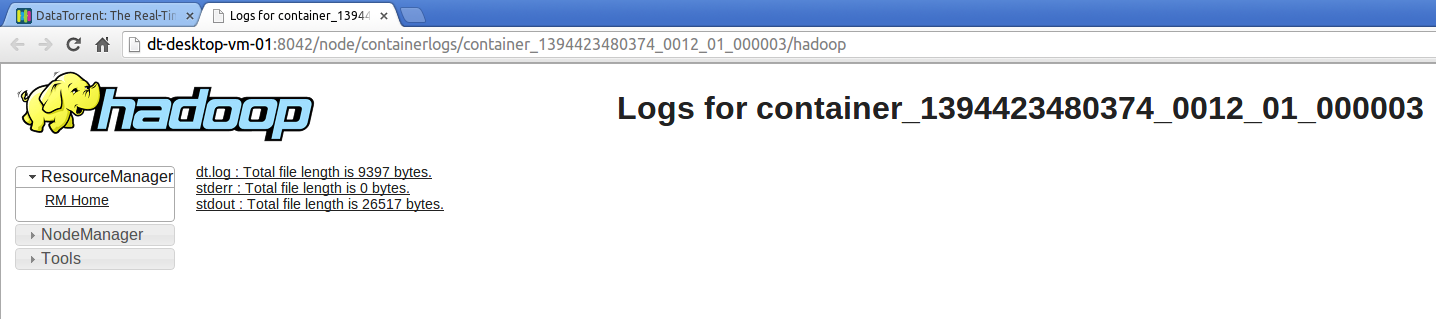 DataTorrent: The Real-Tim
Logs for container_13944
dt-desktop-vm-01:8042/node/containerlogs/container_1394423480374_0012_01_000003/hadoop
hadoop
Logs for container_1394423480374_0012_01_000003
ResourceManager
RM Home
NodeManager
Tools
dt.log : Total file length is 9397 bytes.
stderr : Total file length is 0 bytes.
stdout : Total file length is 26517 bytes.